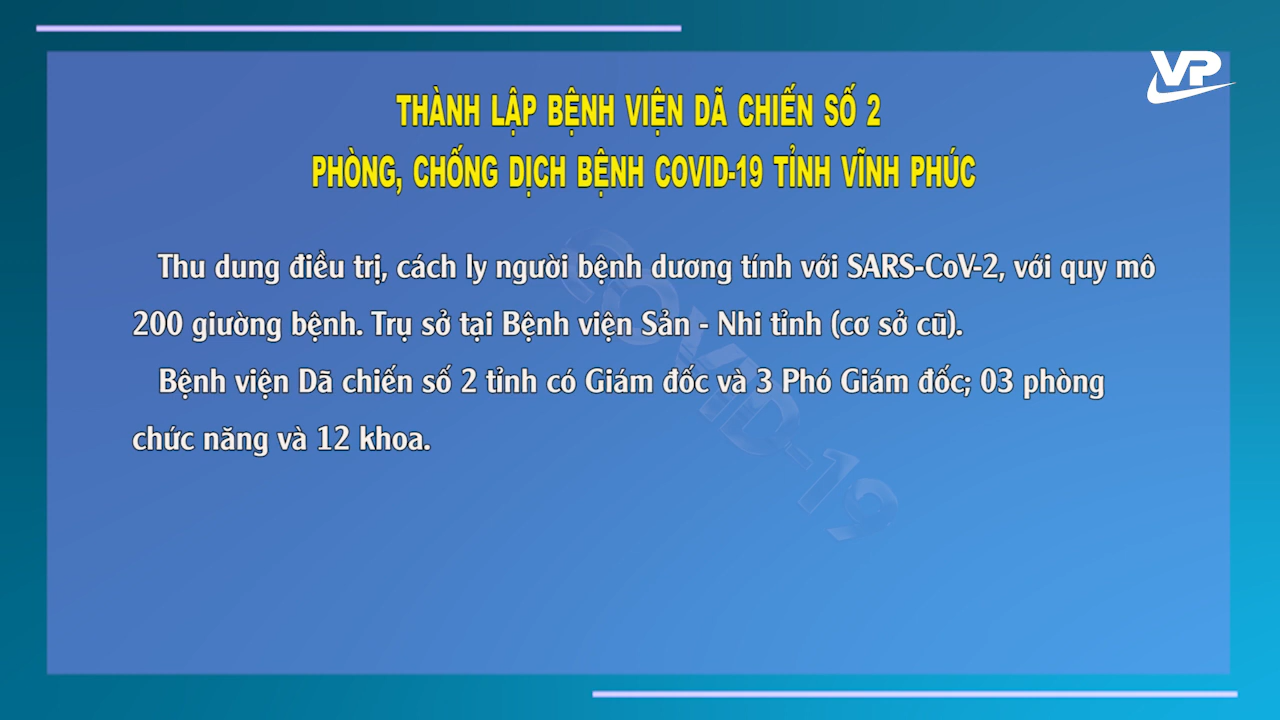 VP
THÀNH LẬP BỆNH VIỆN DÃ CHIẾN SỐ 2
PHÒNG, CHỐNG DỊCH BỆNH COVID-19 TỈNH VĨNH PHÚC
Thu dung điều trị, cách ly người bệnh dương tính với SARS-CoV-2, với quy mô
200 giường bệnh. Trụ sở tại Bệnh viện Sản - Nhi tỉnh (cơ sở cũ).
Bệnh viện Dã chiến số 2 tỉnh có Giám đốc và 3 Phó Giám đốc; 03 phòng
chức năng và 12 khoa.
COVID-19